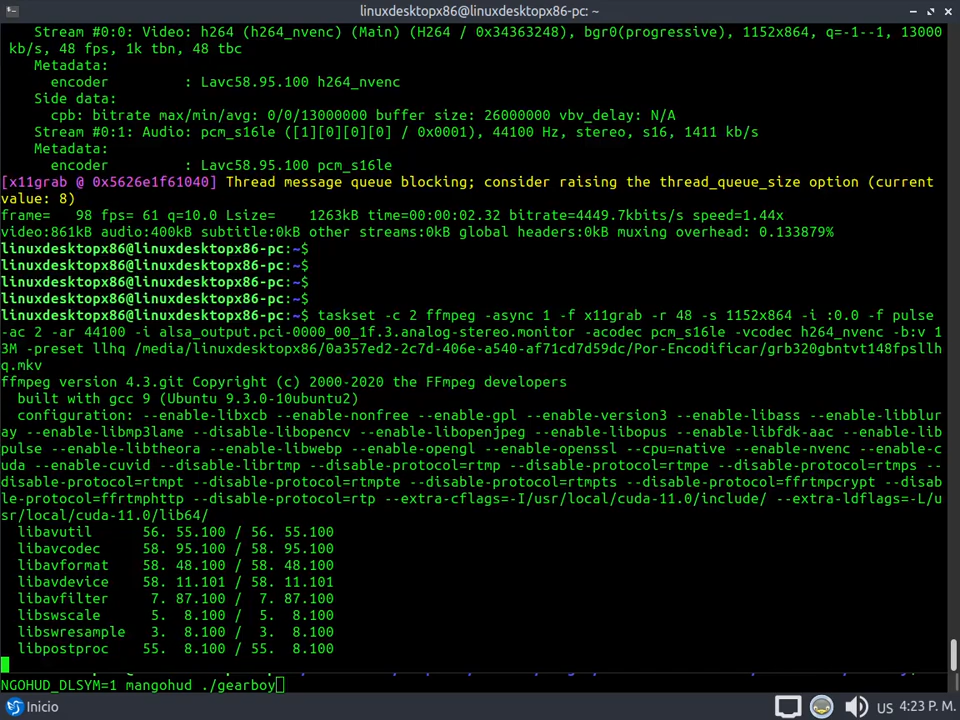 linuxdesktopx86@linuxdesktopx86-pc: ~
    Stream #0:0: Video: h264 (h264_nvenc) (Main) (H264 / 0x34363248), bgr0(progressive), 1152x864, q=-1--1, 13000
 kb/s, 48 fps, 1k tbn, 48 tbc
    Metadata:
      encoder         : Lavc58.95.100 h264_nvenc
    Side data:
      cpb: bitrate max/min/avg: 0/0/13000000 buffer size: 26000000 vbv_delay: N/A
    Stream #0:1: Audio: pcm_s16le ([1][0][0][0] / 0x0001), 44100 Hz, stereo, s16, 1411 kb/s
    Metadata:
      encoder         : Lavc58.95.100 pcm_s16le
[x11grab @ 0x5626e1f61040] Thread message queue blocking; consider raising the thread_queue_size option (current
value: 8)
frame=   98 fps= 61 q=10.0 Lsize=    1263kB time=00:00:02.32 bitrate=4449.7kbits/s speed=1.44x
video:861kB audio:400kB subtitle:0kB other streams:0kB global headers:0kB muxing overhead: 0.133879%
linuxdesktopx86@linuxdesktopx86-pc:~$
linuxdesktopx86@linuxdesktopx86-pc:~$
linuxdesktopx86@linuxdesktopx86-pc:~$
linuxdesktopx86@linuxdesktopx86-pc:~$
linuxdesktopx86@linuxdesktopx86-pc:~$ taskset -c 2 ffmpeg -async 1 -f x11grab -r 48 -s 1152x864 -i :0.0 -f pulse
-ac 2 -ar 44100 -i alsa_output.pci-0000_00_1f.3.analog-stereo.monitor -acodec pcm_s16le -vcodec h264_nvenc -b:v 1
3M -preset llhq /media/linuxdesktopx86/0a357ed2-2c7d-406e-a540-af71cd7d59dc/Por-Encodificar/grb320gbntvt148fpsllh
q.mkv
ffmpeg version 4.3.git Copyright (c) 2000-2020 the FFmpeg developers
  built with gcc 9 (Ubuntu 9.3.0-10ubuntu2)
  configuration: --enable-libxcb --enable-nonfree --enable-gpl --enable-version3 --enable-libass --enable-libblur
ay --enable-libmp3lame --disable-libopencv --enable-libopenjpeg --enable-libopus --enable-libfdk-aac --enable-lib
pulse --enable-libtheora --enable-libwebp --enable-opengl --enable-openssl --cpu=native --enable-nvenc --enable-c
uda --enable-cuvid --disable-librtmp --disable-protocol=rtmp --disable-protocol=rtmpe --disable-protocol=rtmps --
disable-protocol=rtmpt --disable-protocol=rtmpte --disable-protocol=rtmpts --disable-protocol=ffrtmpcrypt --disab
le-protocol=ffrtmphttp --disable-protocol=rtp --extra-cflags=-I/usr/local/cuda-11.0/include/ --extra-ldflags=-L/u
sr/local/cuda-11.0/lib64/
  libavutil      56. 55.100 / 56. 55.100
  libavcodec     58. 95.100 / 58. 95.100
  libavformat    58. 48.100 / 58. 48.100
  libavdevice    58. 11.101 / 58. 11.101
  libavfilter     7. 87.100 /  7. 87.100
  libswscale      5.  8.100 /  5.  8.100
  libswresample   3.  8.100 /  3.  8.100
  libpostproc    55.  8.100 / 55.  8.100
NGOHUD_DLSYM=1 mangohud ./gearboy
Inicio
US 4:23 P. M.